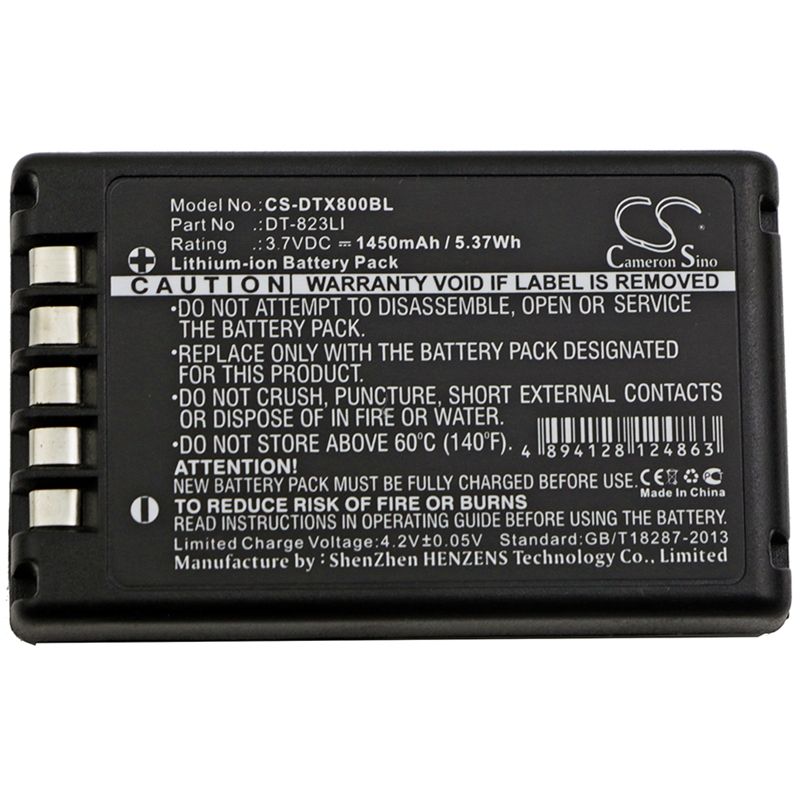 Model No.:CS-DTX800BL
Part No :DT-823LI
Rating :3.7VDC 1450mAh / 5.37Wh
Lithium-ion Battery Pack
CS
Cameron Sino
CAUTION WARRANTY VOID IF LABEL IS REMOVED
•DO NOT ATTEMPT TO DISASSEMBLE, OPEN OR SERVICE
THE BATTERY PACK.
•REPLACE ONLY WITH THE BATTERY PACK DESIGNATED
FOR THIS PRODUCT.
•DO NOT CRUSH, PUNCTURE, SHORT EXTERNAL CONTACTS
OR DISPOSE OF IN FIRE OR WATER.
•DO NOT STORE ABOVE 60°C (140°F).
4 894128 124863
ATTENTION:
NEW BATTERY PACK MUST BE FULLY CHARGED BEFORE USE.
CE
Made In China
TO REDUCE RISK OF FIRE OR BURNS
READ INSTRUCTIONS IN OPERATING GUIDE BEFORE USING THE BATTERY.
Limited Charge Voltage:4.2V±0.05V Standard:GB/T18287-2013
Manufacture by: ShenZhen HENZENS Technology Co., Limited